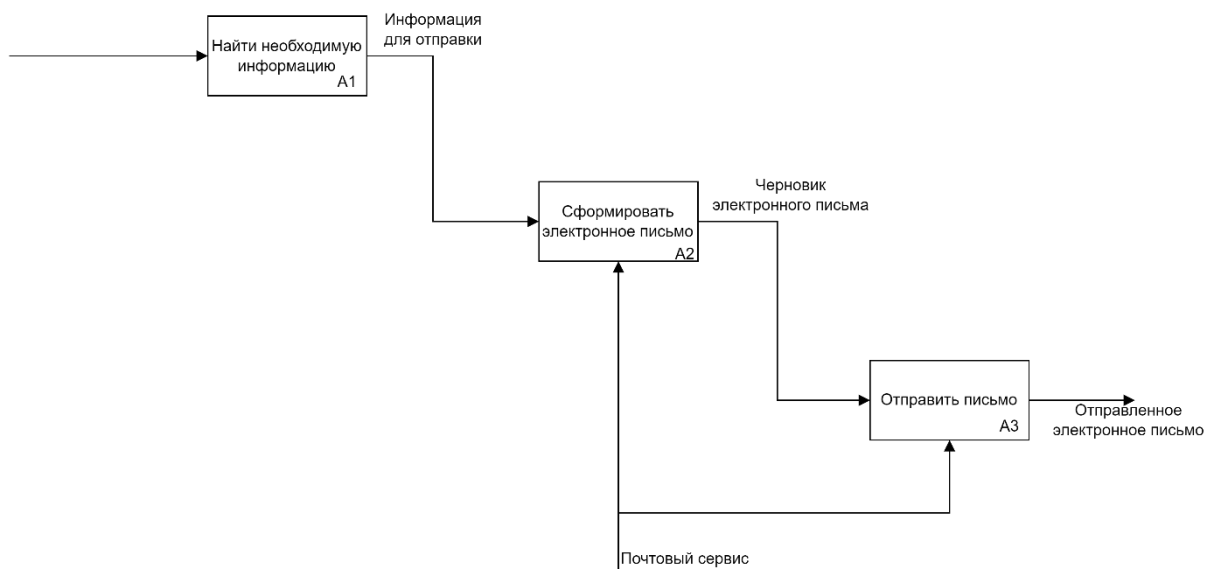 Информация
для отправки
Найти необходимую
информацию
A1
Черновик
электронного письма
Сформировать
электронное письмо
A2
Отправить письмо
A3
Отправленное
электронное письмо
Почтовый сервис